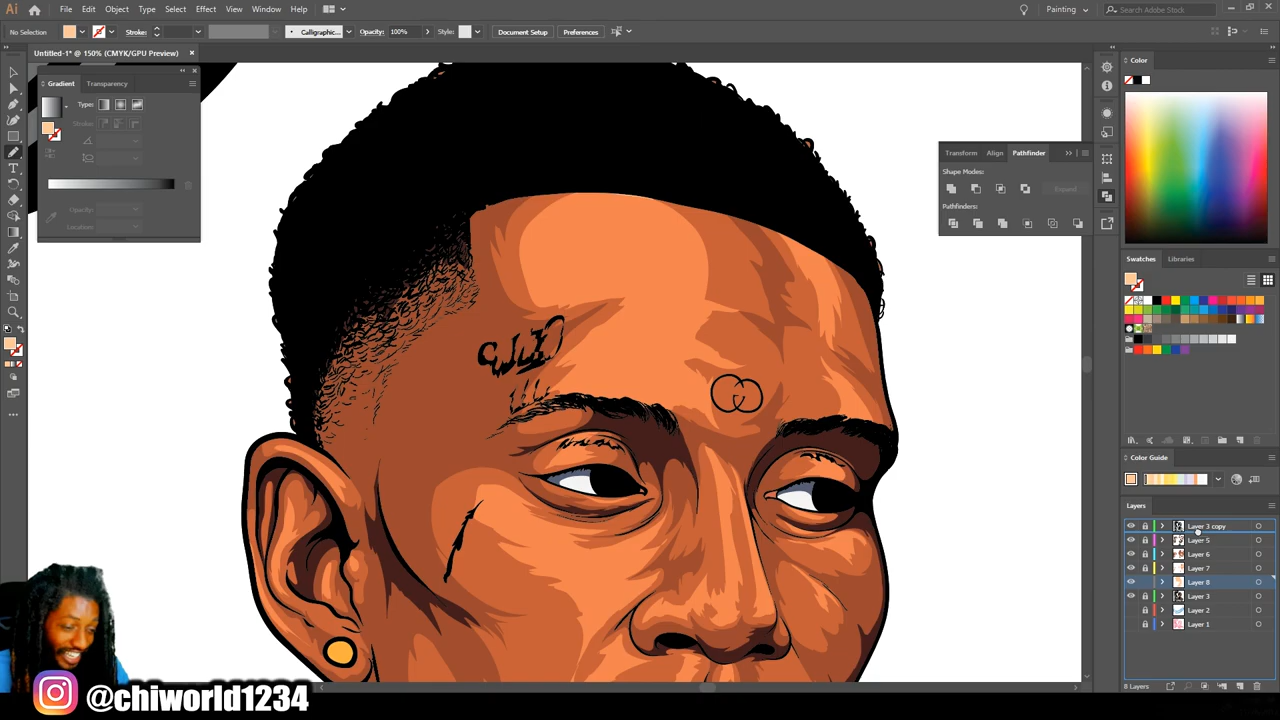 Ai File Edit Object Type Select Effect View Window Help Painting Search Adobe Stock
No Selection Stroke: Calligraphic... Opacity: 100% Style: Document Setup Preferences
Untitled-1* @ 150% (CMYK/GPU Preview)
Gradient Transparency
Type:
Stroke:
Opacity:
Location:
Color
Transform Align Pathfinder
Shape Modes:
Expand
Pathfinders:
Swatches Libraries
Color Guide
Layers
Layer 3 copy
Layer 5
Layer 6
Layer 7
Layer 8
Layer 3
Layer 2
Layer 1
8 Layers
@chiworld1234